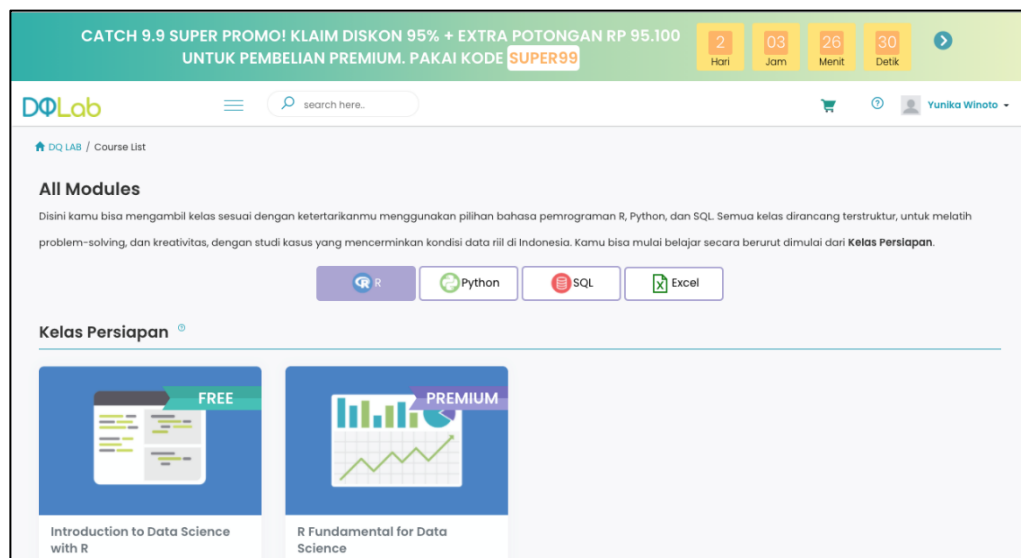 CATCH 9.9 SUPER PROMO! KLAIM DISKON 95% + EXTRA POTONGAN RP 95.100
UNTUK PEMBELIAN PREMIUM. PAKAI KODE SUPER99
2 03 26 30
Hari Jam Menit Detik
DQLab
search here..
Yunika Winoto
DQ LAB / Course List
All Modules
Disini kamu bisa mengambil kelas sesuai dengan ketertarikanmu menggunakan pilihan bahasa pemrograman R, Python, dan SQL. Semua kelas dirancang terstruktur, untuk melatih
problem-solving, dan kreativitas, dengan studi kasus yang mencerminkan kondisi data riil di Indonesia. Kamu bisa mulai belajar secara berurut dimulai dari Kelas Persiapan.
R Python SQL Excel
Kelas Persiapan
FREE
PREMIUM
Introduction to Data Science
with R
R Fundamental for Data
Science